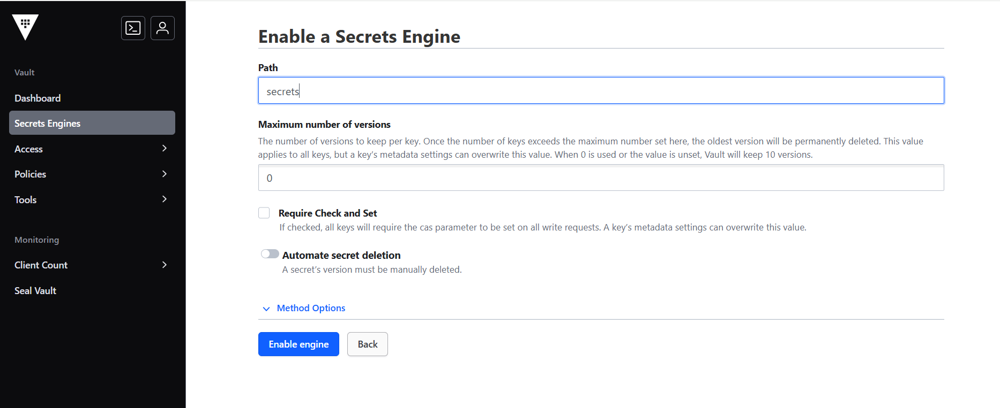 Vault
Dashboard
Secrets Engines
Access
Policies
Tools
Monitoring
Client Count
Seal Vault
Enable a Secrets Engine
Path
secrets
Maximum number of versions
The number of versions to keep per key. Once the number of keys exceeds the maximum number set here, the oldest version will be permanently deleted. This value
applies to all keys, but a key’s metadata settings can overwrite this value. When 0 is used or the value is unset, Vault will keep 10 versions.
0
Require Check and Set
If checked, all keys will require the cas parameter to be set on all write requests. A key’s metadata settings can overwrite this value.
Automate secret deletion
A secret’s version must be manually deleted.
Method Options
Enable engine
Back